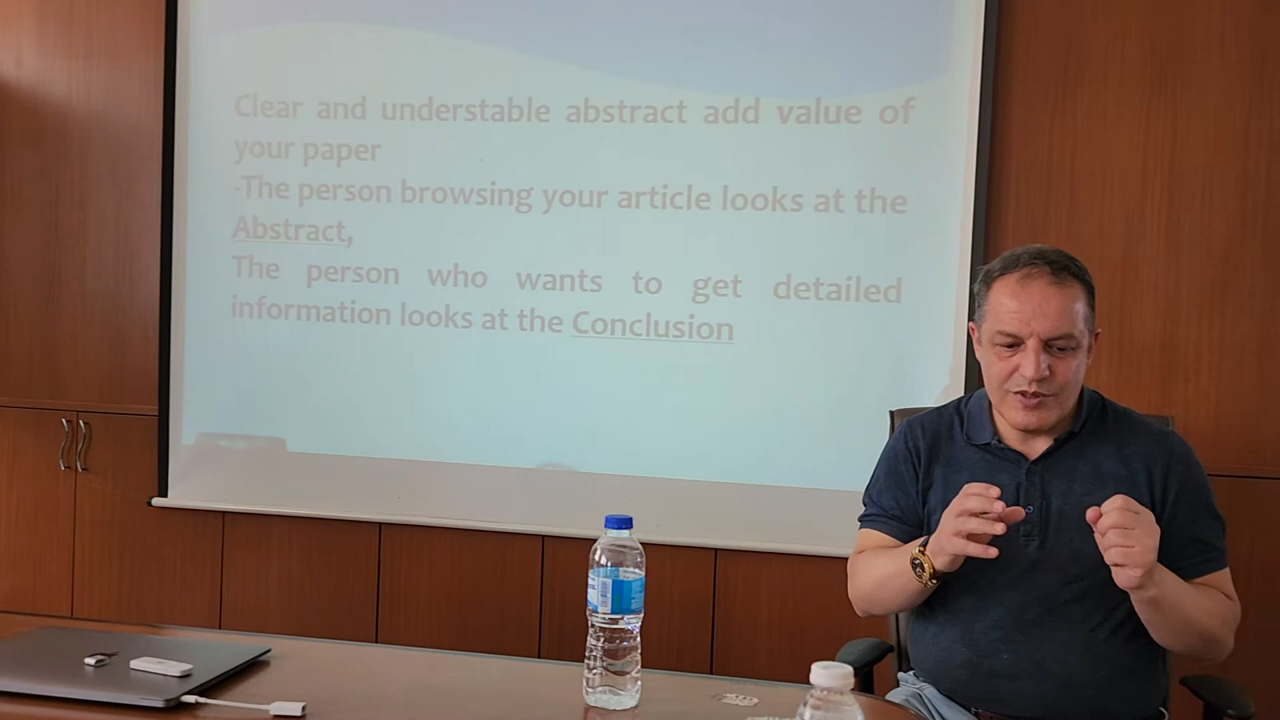 Clear and understable abstract add value of
your paper
-The person browsing your article looks at the
Abstract,
The person who wants to get detailed
information looks at the Conclusion